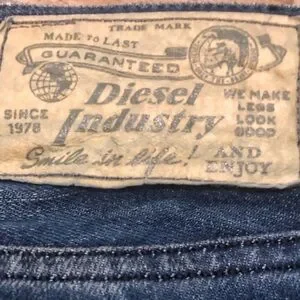 TRADE MARK
MADE TO LAST
GUARANTEED
Diesel
Industry
SINCE
1978
WE MAKE
LEGS
LOOK
GOOD
Smile in life!
AND
ENJOY